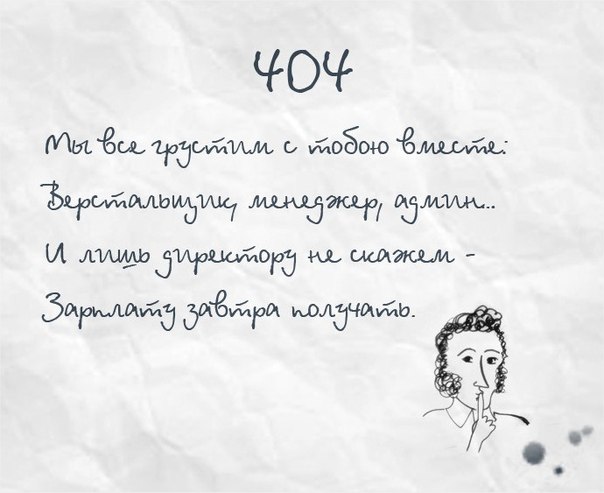 404
Мы все грустим с тобою вместе:
Верстальщик, менеджер, админ...
И лишь директору не скажем -
Зарплату завтра получать.